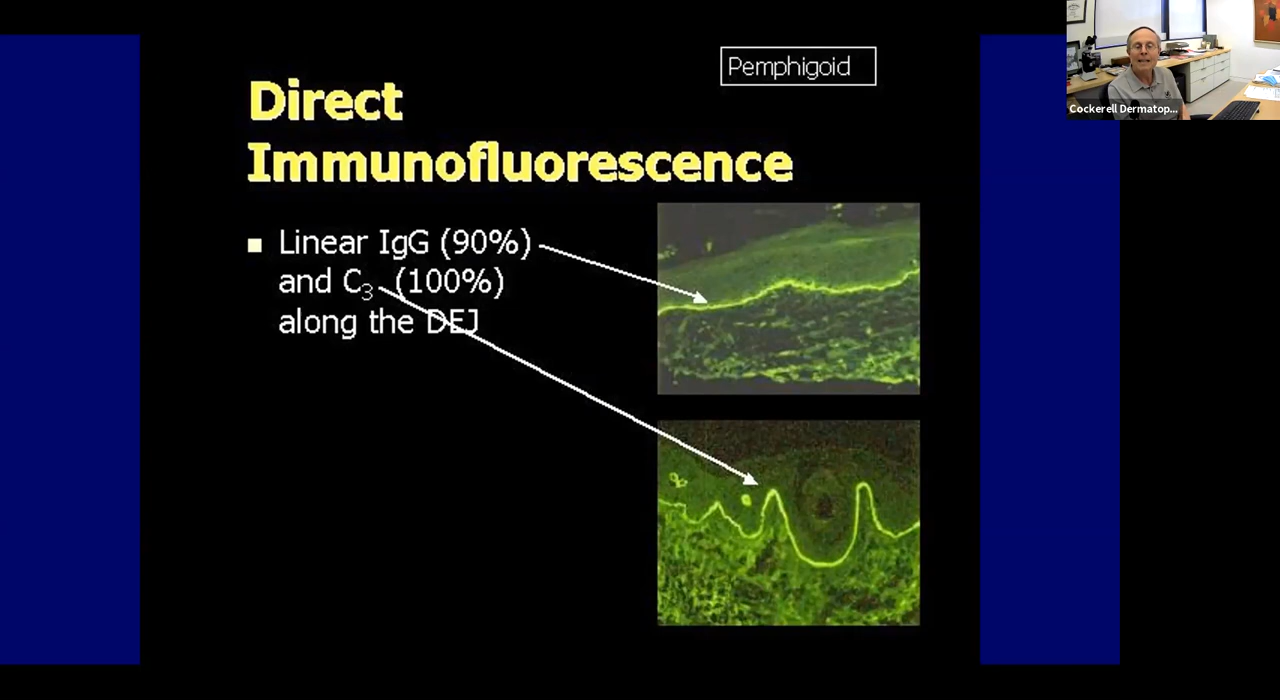 Pemphigoid
Direct
Immunofluorescence
■ Linear IgG (90%)
and C₃ (100%)
along the DEJ
Cockerell Dermatop...